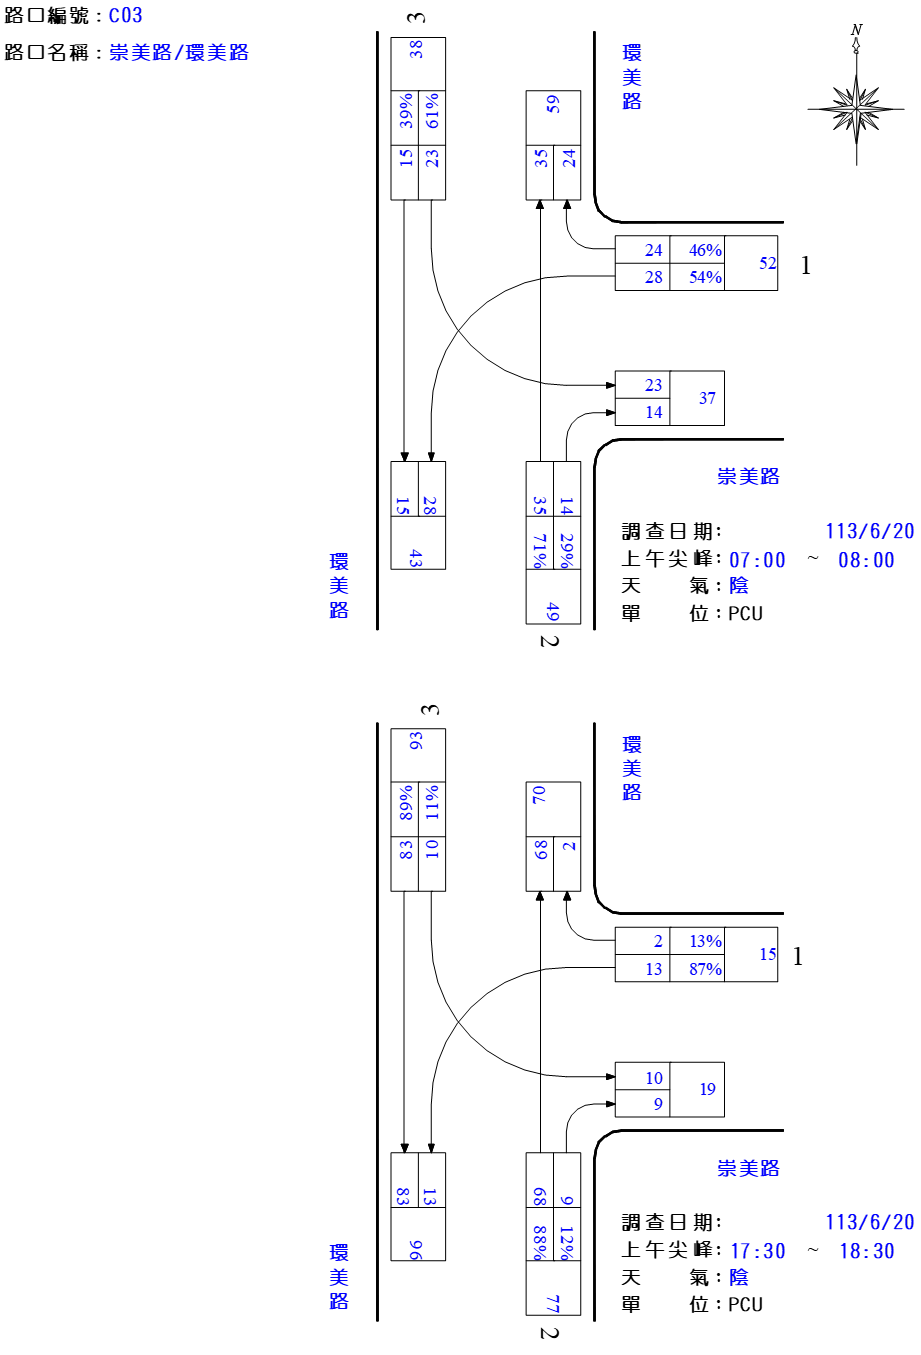 路口編號：C03
路口名稱：崇美路/環美路
N
3
38
39% 61%
15 23
59
35 24
環美路
24 46% 52
28 54%
1
23 37
14
15 28
43
35 14
71% 29%
49
2
環美路
崇美路
調查日期: 113/6/20
上午尖峰: 07:00 ~ 08:00
天 氣：陰
單 位：PCU
3
93
89% 11%
83 10
70
68 2
環美路
2 13% 15
13 87%
1
10 19
9
83 13
96
68 9
88% 12%
77
2
環美路
崇美路
調查日期: 113/6/20
上午尖峰: 17:30 ~ 18:30
天 氣：陰
單 位：PCU